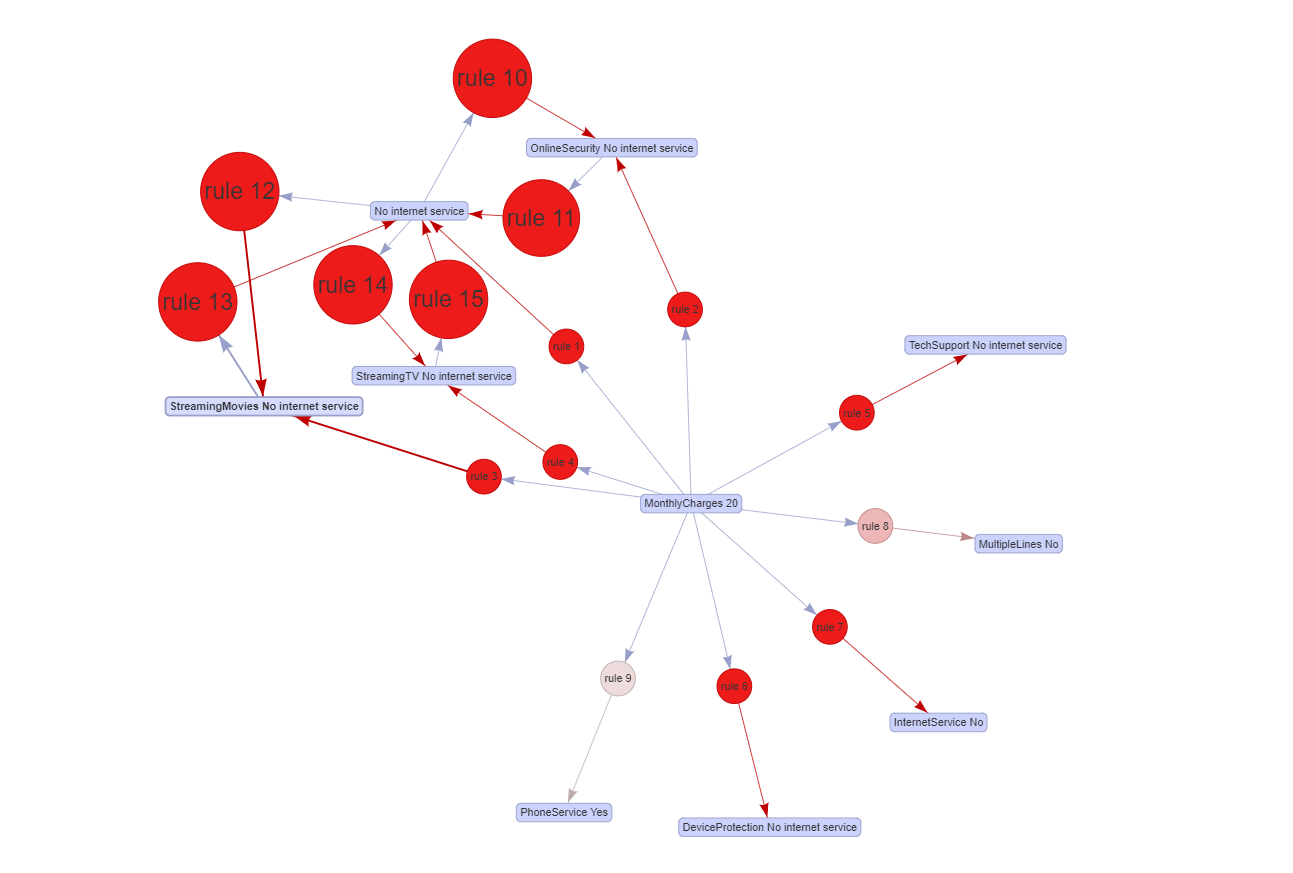 rule 10
OnlineSecurity No internet service
rule 12
No internet service
rule 11
rule 13
rule 14
rule 15
rule 2
rule 1
TechSupport No internet service
StreamingTV No internet service
StreamingMovies No internet service
rule 5
rule 4
rule 3
MonthlyCharges 20
rule 8
MultipleLines No
rule 7
rule 9
rule 6
InternetService No
PhoneService Yes
DeviceProtection No internet service